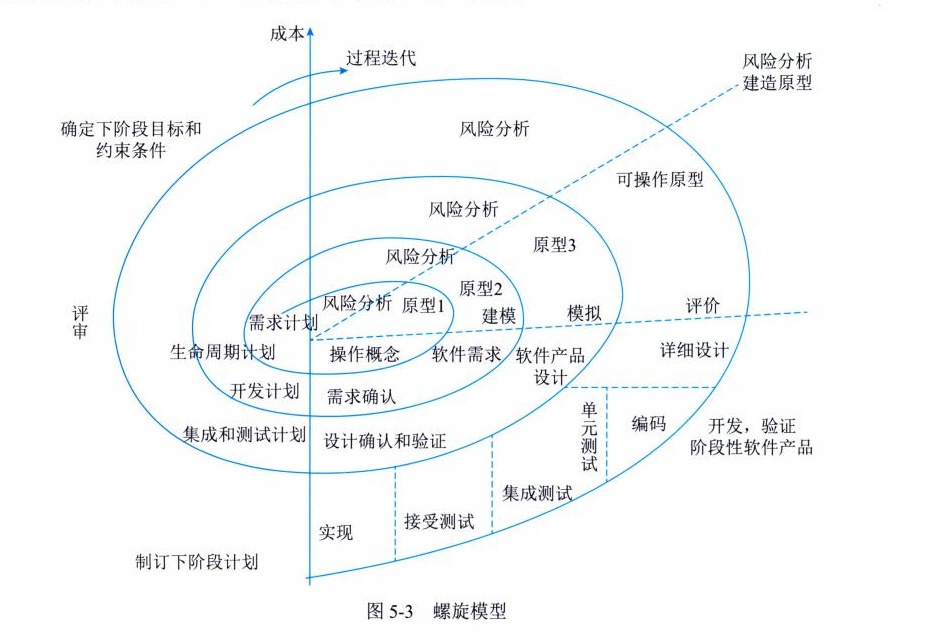 成本
过程迭代
风险分析
建造原型
确定下阶段目标和
约束条件
风险分析
可操作原型
风险分析
原型3
风险分析
原型2
风险分析
原型1
需求计划
建模
模拟
评价
评
审
生命周期计划
操作概念
软件需求
软件产品
设计
详细设计
开发计划
需求确认
单
元
测
试
编码
开发，验证
阶段性软件产品
集成和测试计划
设计确认和验证
集成测试
接受测试
实现
制订下阶段计划
图 5-3 螺旋模型